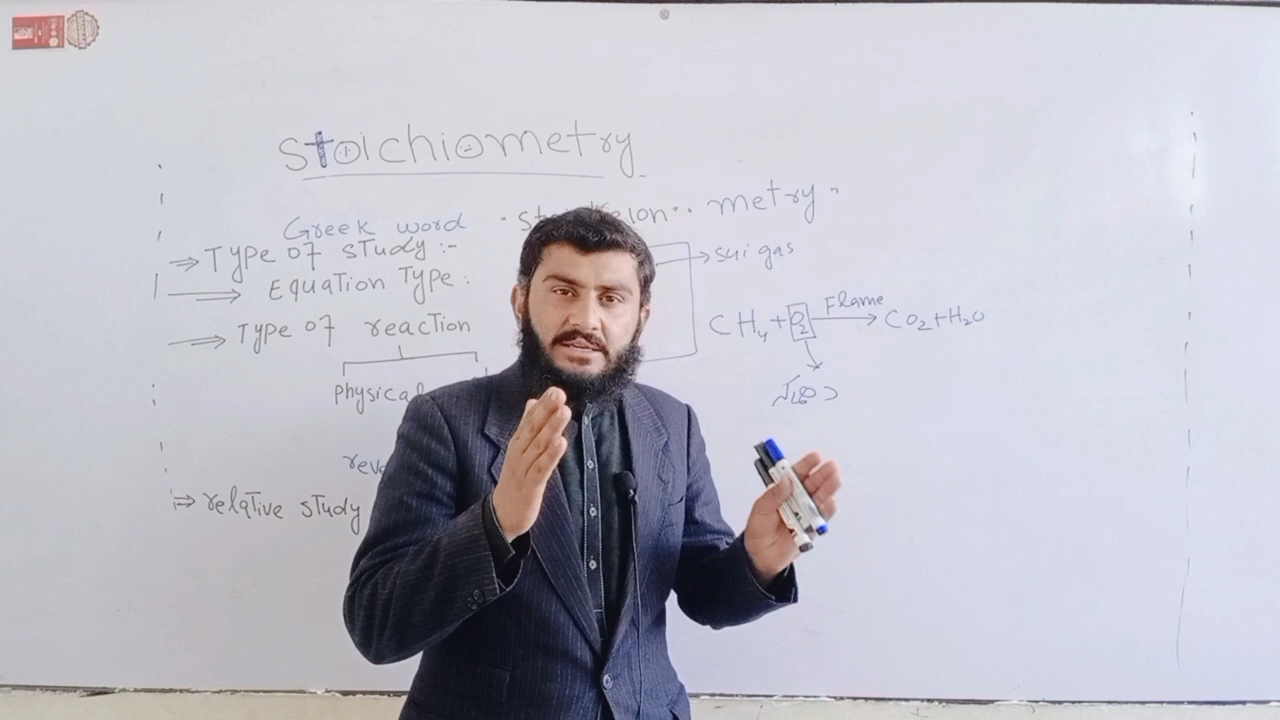 Stoichiometry
Greek word " metry "
⇒ Type of study :-
⇒ Equation Type :
→ sui gas
⇒ Type of reaction
CH₄ + O₂ Flame → CO₂ + H₂O
physical
⇒ relative study